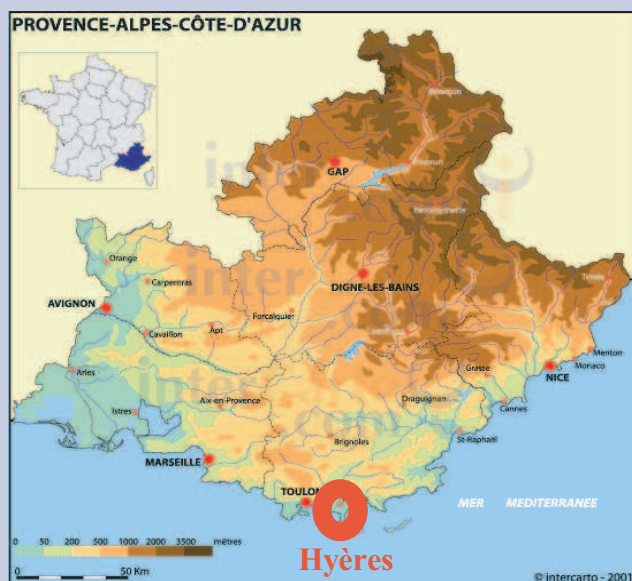 PROVENCE-ALPES-CÔTE-D'AZUR
Briançon
GAP
Embrun
Barcelonnette
Orange
Carpentras
DIGNE-LES-BAINS
Tende
AVIGNON
Forcalquier
Apt
Cavaillon
Menton
Monaco
NICE
Grasse
Arles
Istres
Aix-en-Provence
Draguignan
Cannes
Brignoles
St-Raphaël
MARSEILLE
TOULON
MER MEDITERRANEE
0 50 200 500 1000 2000 3500 mètres
0 50 Km
Hyères
© intercarto - 2001